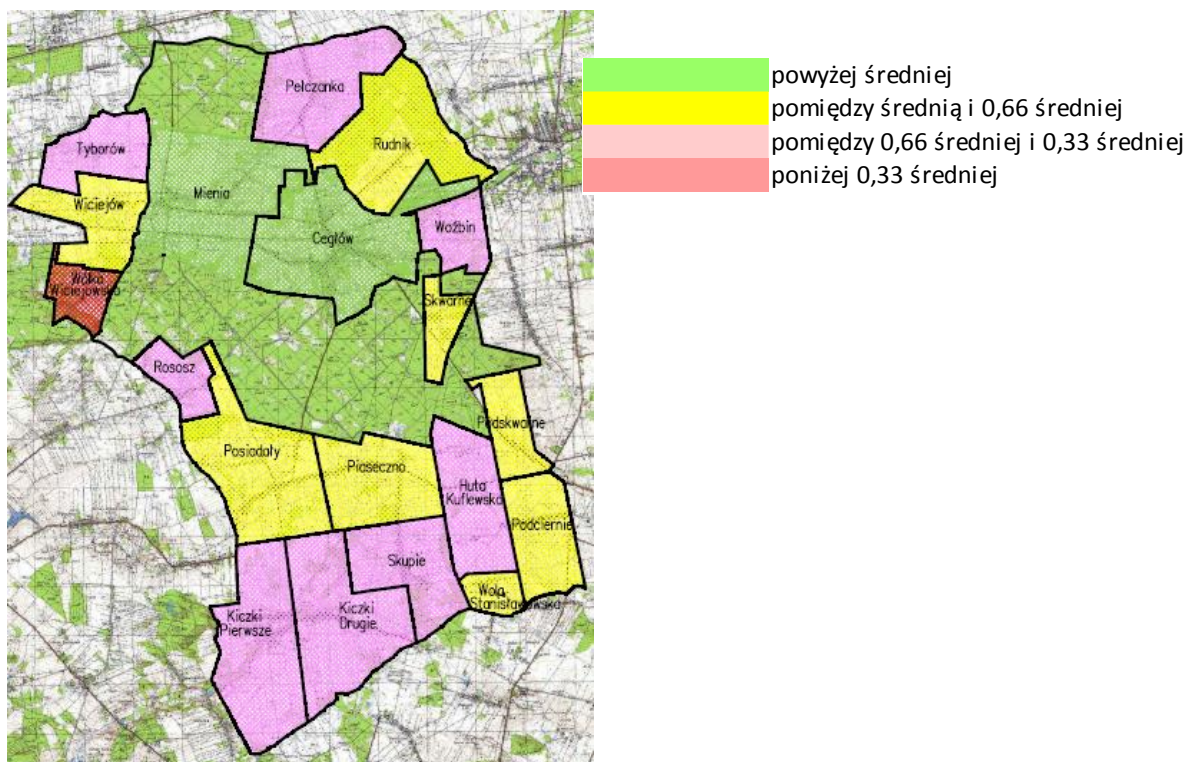 Pełczanka
Rudnik
Tyborów
Mienia
Wiciejów
Woźbin
Cegłów
Wólka
Wiciejowska
Skwarne
Rososz
Podskwarne
Posiadały
Piaseczno
Huta
Kuflewska
Podciernie
Skupie
Wola
Stanisławowska
Kiczki
Drugie
Kiczki
Pierwsze
powyżej średniej
pomiędzy średnią i 0,66 średniej
pomiędzy 0,66 średniej i 0,33 średniej
poniżej 0,33 średniej